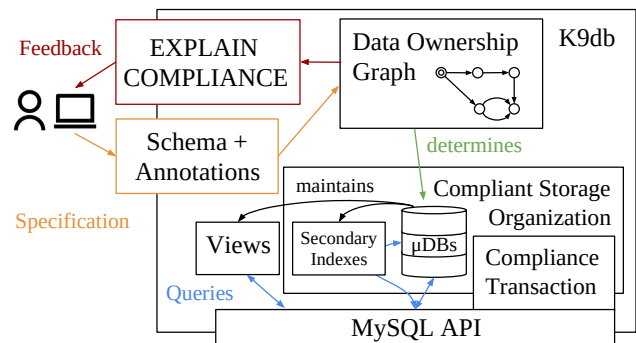 Feedback
EXPLAIN
COMPLIANCE
Data Ownership
Graph
K9db
Schema +
Annotations
determines
Specification
maintains
Compliant Storage
Organization
Views
Secondary
Indexes
μDBs
Compliance
Transaction
Queries
MySQL API